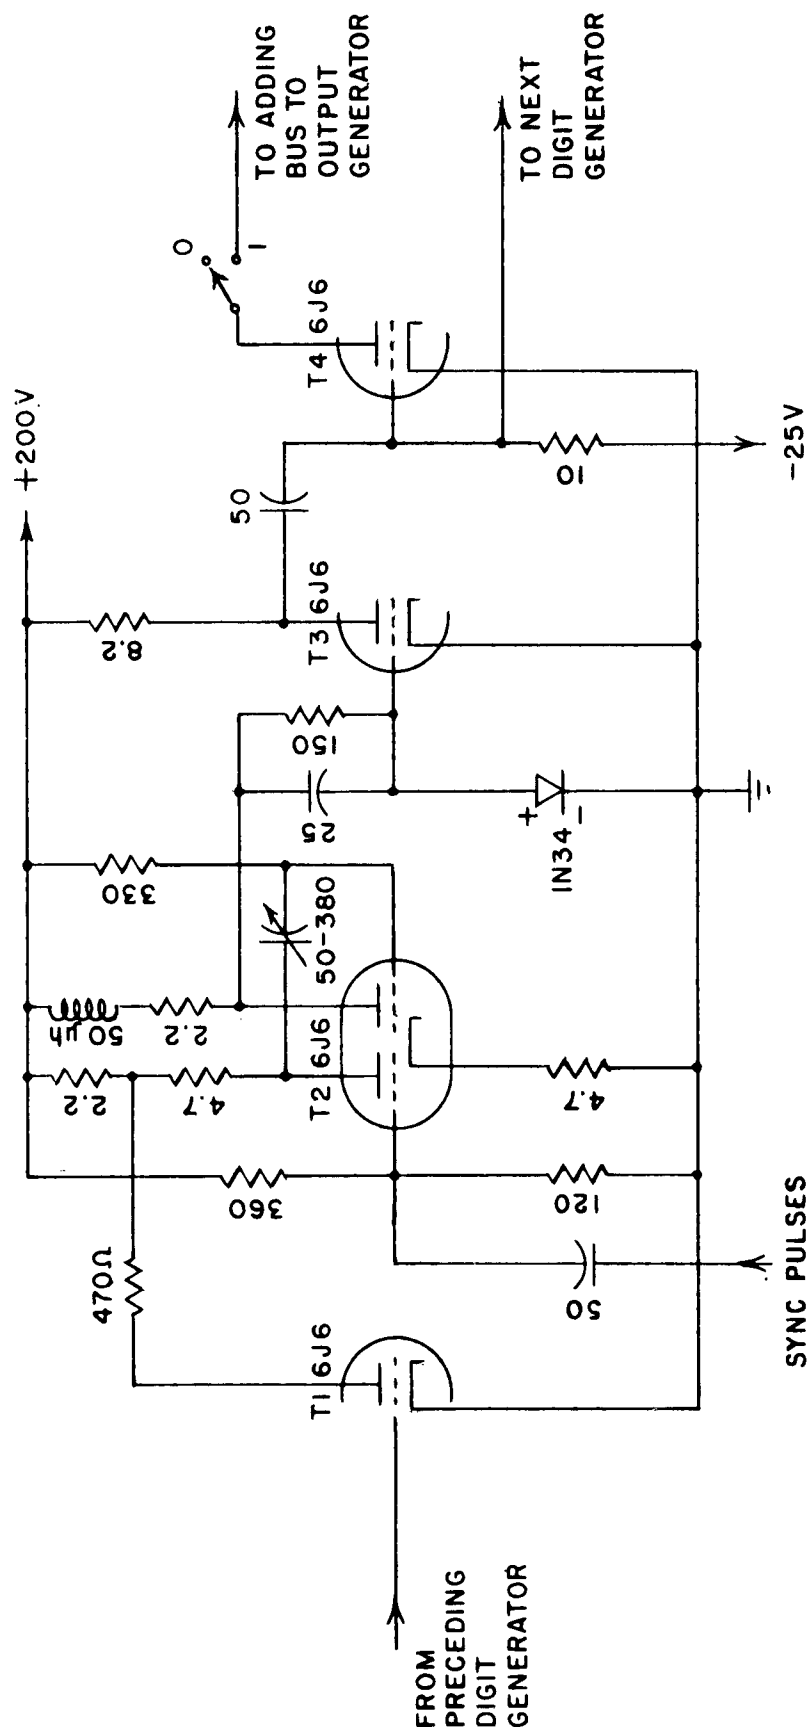 FROM
PRECEDING
DIGIT
GENERATOR
T1 6J6
470Ω
SYNC PULSES
50
360
120
2.2
4.7
T2 6J6
4.7
50 μh
2.2
50-380
330
25
150
1N34
+
-
T3 6J6
8.2
50
+200V
T4 6J6
10
-25V
0
1
TO ADDING
BUS TO
OUTPUT
GENERATOR
TO NEXT
DIGIT
GENERATOR